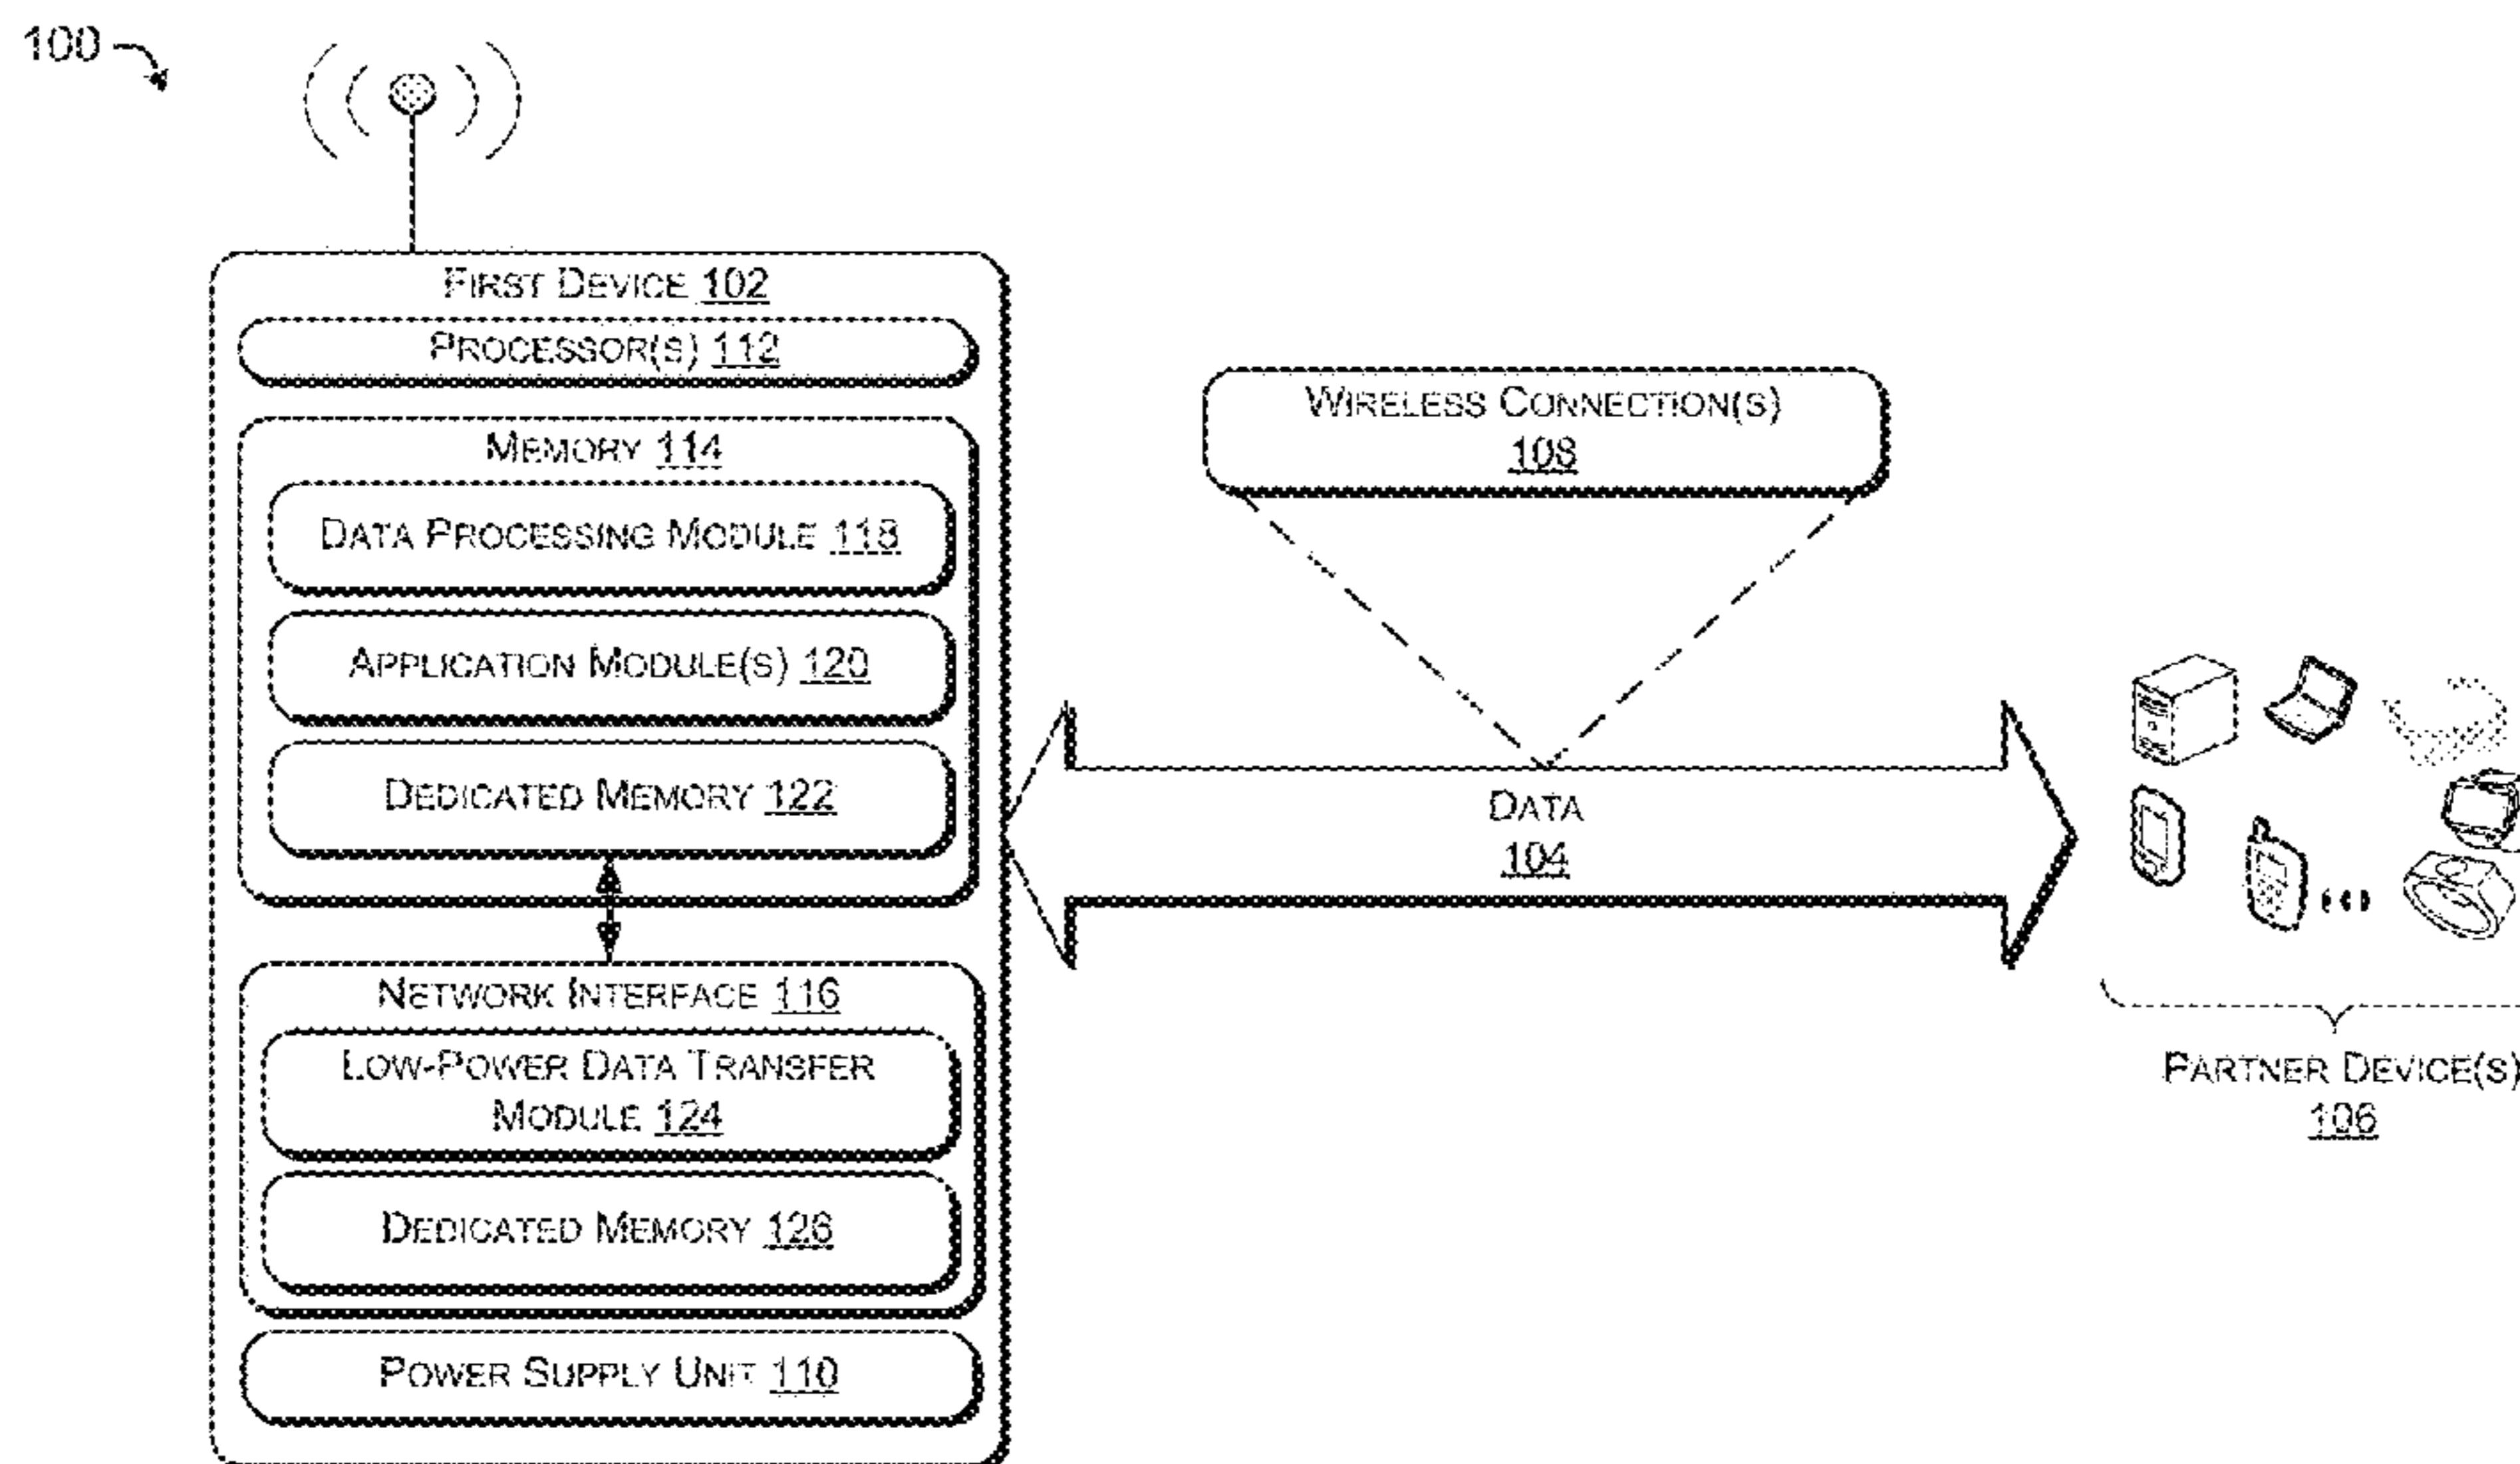 100
FIRST DEVICE 102
PROCESSOR(S) 112
MEMORY 114
DATA PROCESSING MODULE 118
APPLICATION MODULE(S) 120
DEDICATED MEMORY 122
NETWORK INTERFACE 116
LOW-POWER DATA TRANSFER
MODULE 124
DEDICATED MEMORY 126
POWER SUPPLY UNIT 110
WIRELESS CONNECTION(S)
108
DATA
104
PARTNER DEVICE(S)
106